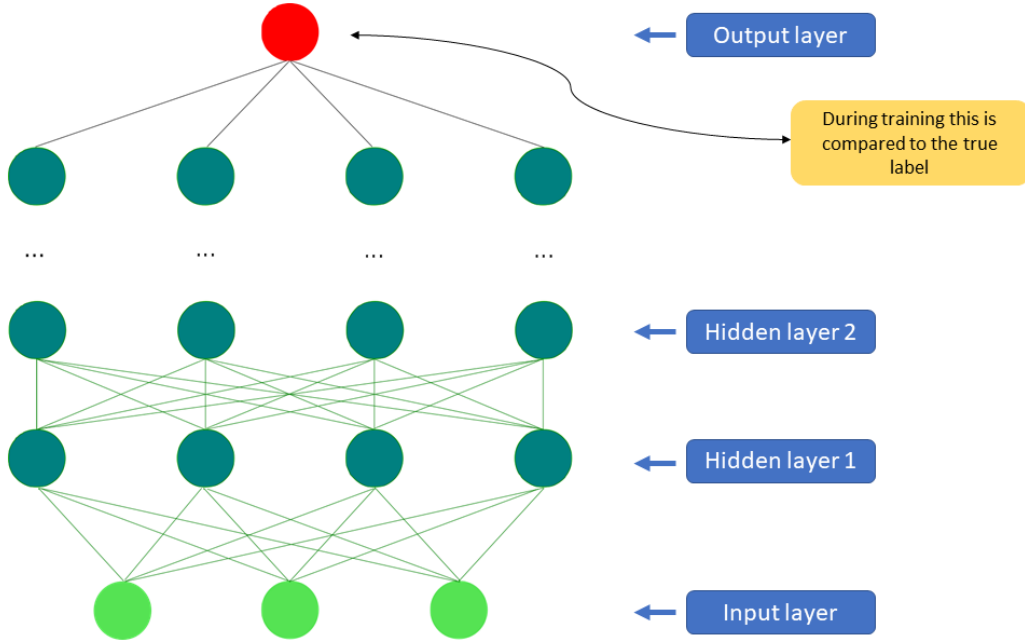 Output layer
During training this is
compared to the true
label
... ... ... ...
Hidden layer 2
Hidden layer 1
Input layer